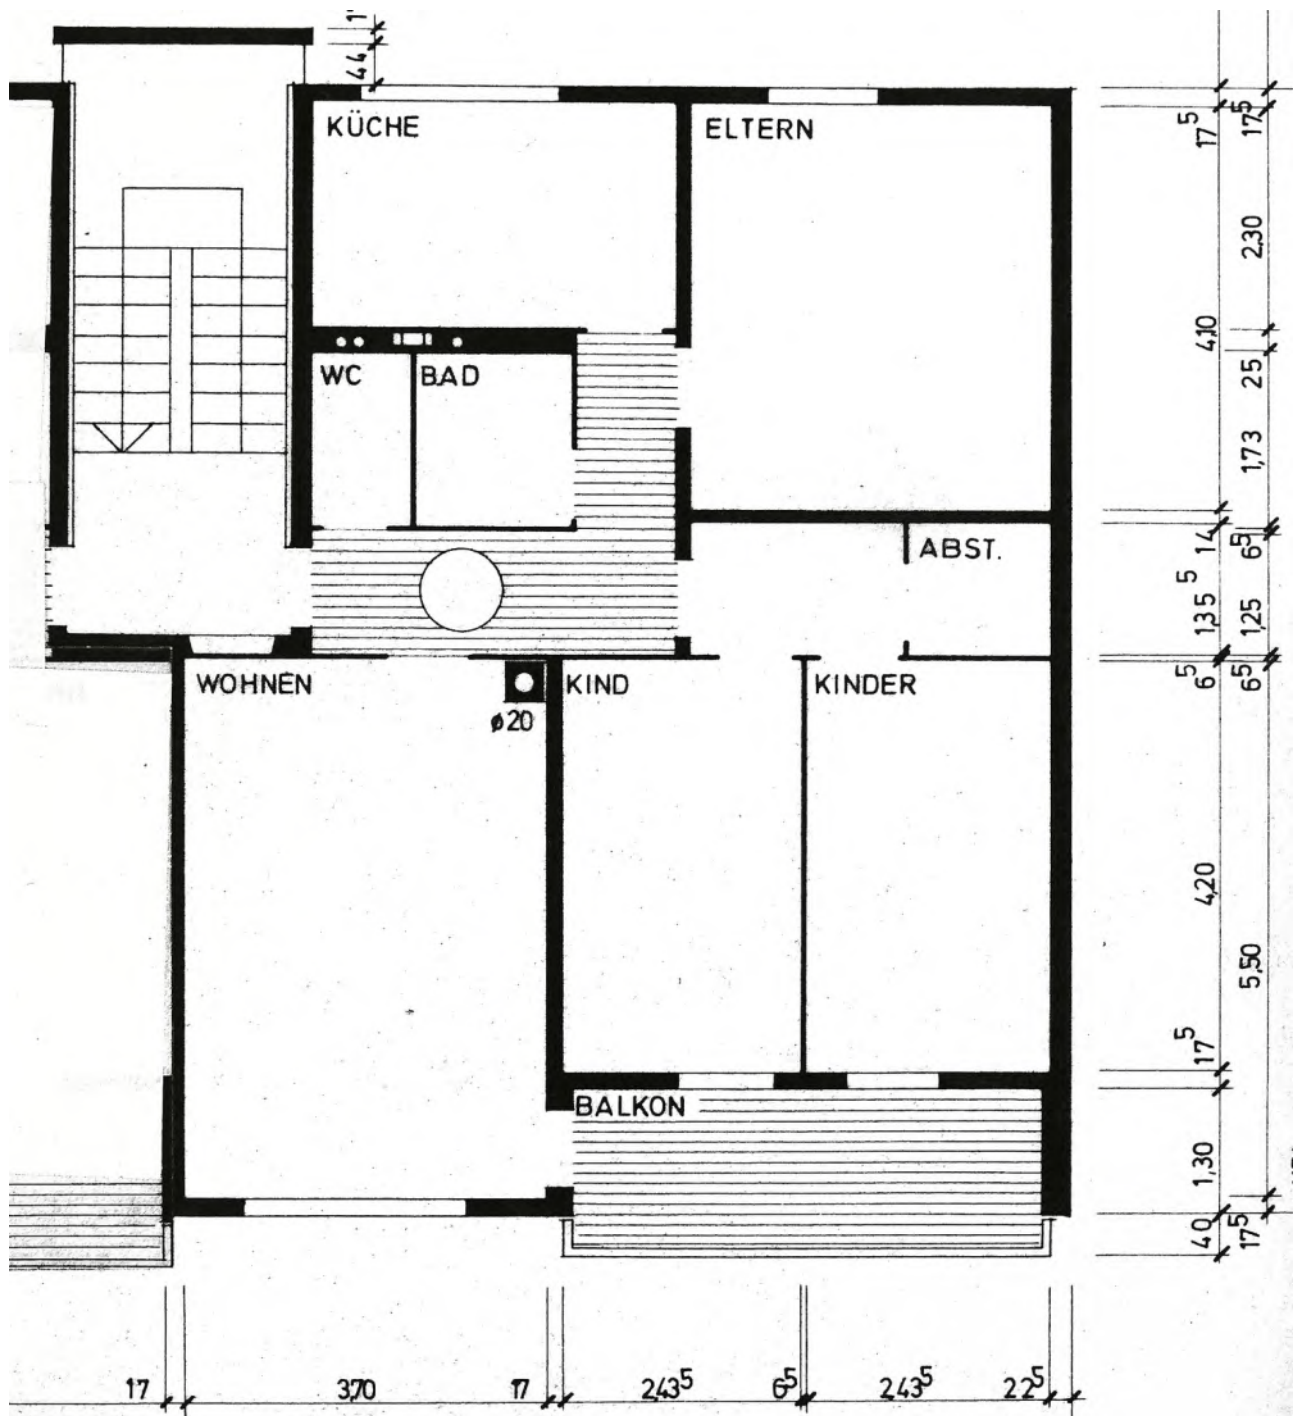 1
44
KÜCHE
ELTERN
WC
BAD
ABST.
WOHNEN
ø20
KIND
KINDER
BALKON
17⁵
4,10
14
1,35⁵
6⁵
4,20
17⁵
1,30
40
17⁵
2,30
25
1,73
6⁵
1,25
6⁵
5,50
17⁵
17
3,70
17
2,43⁵
6⁵
2,43⁵
22⁵